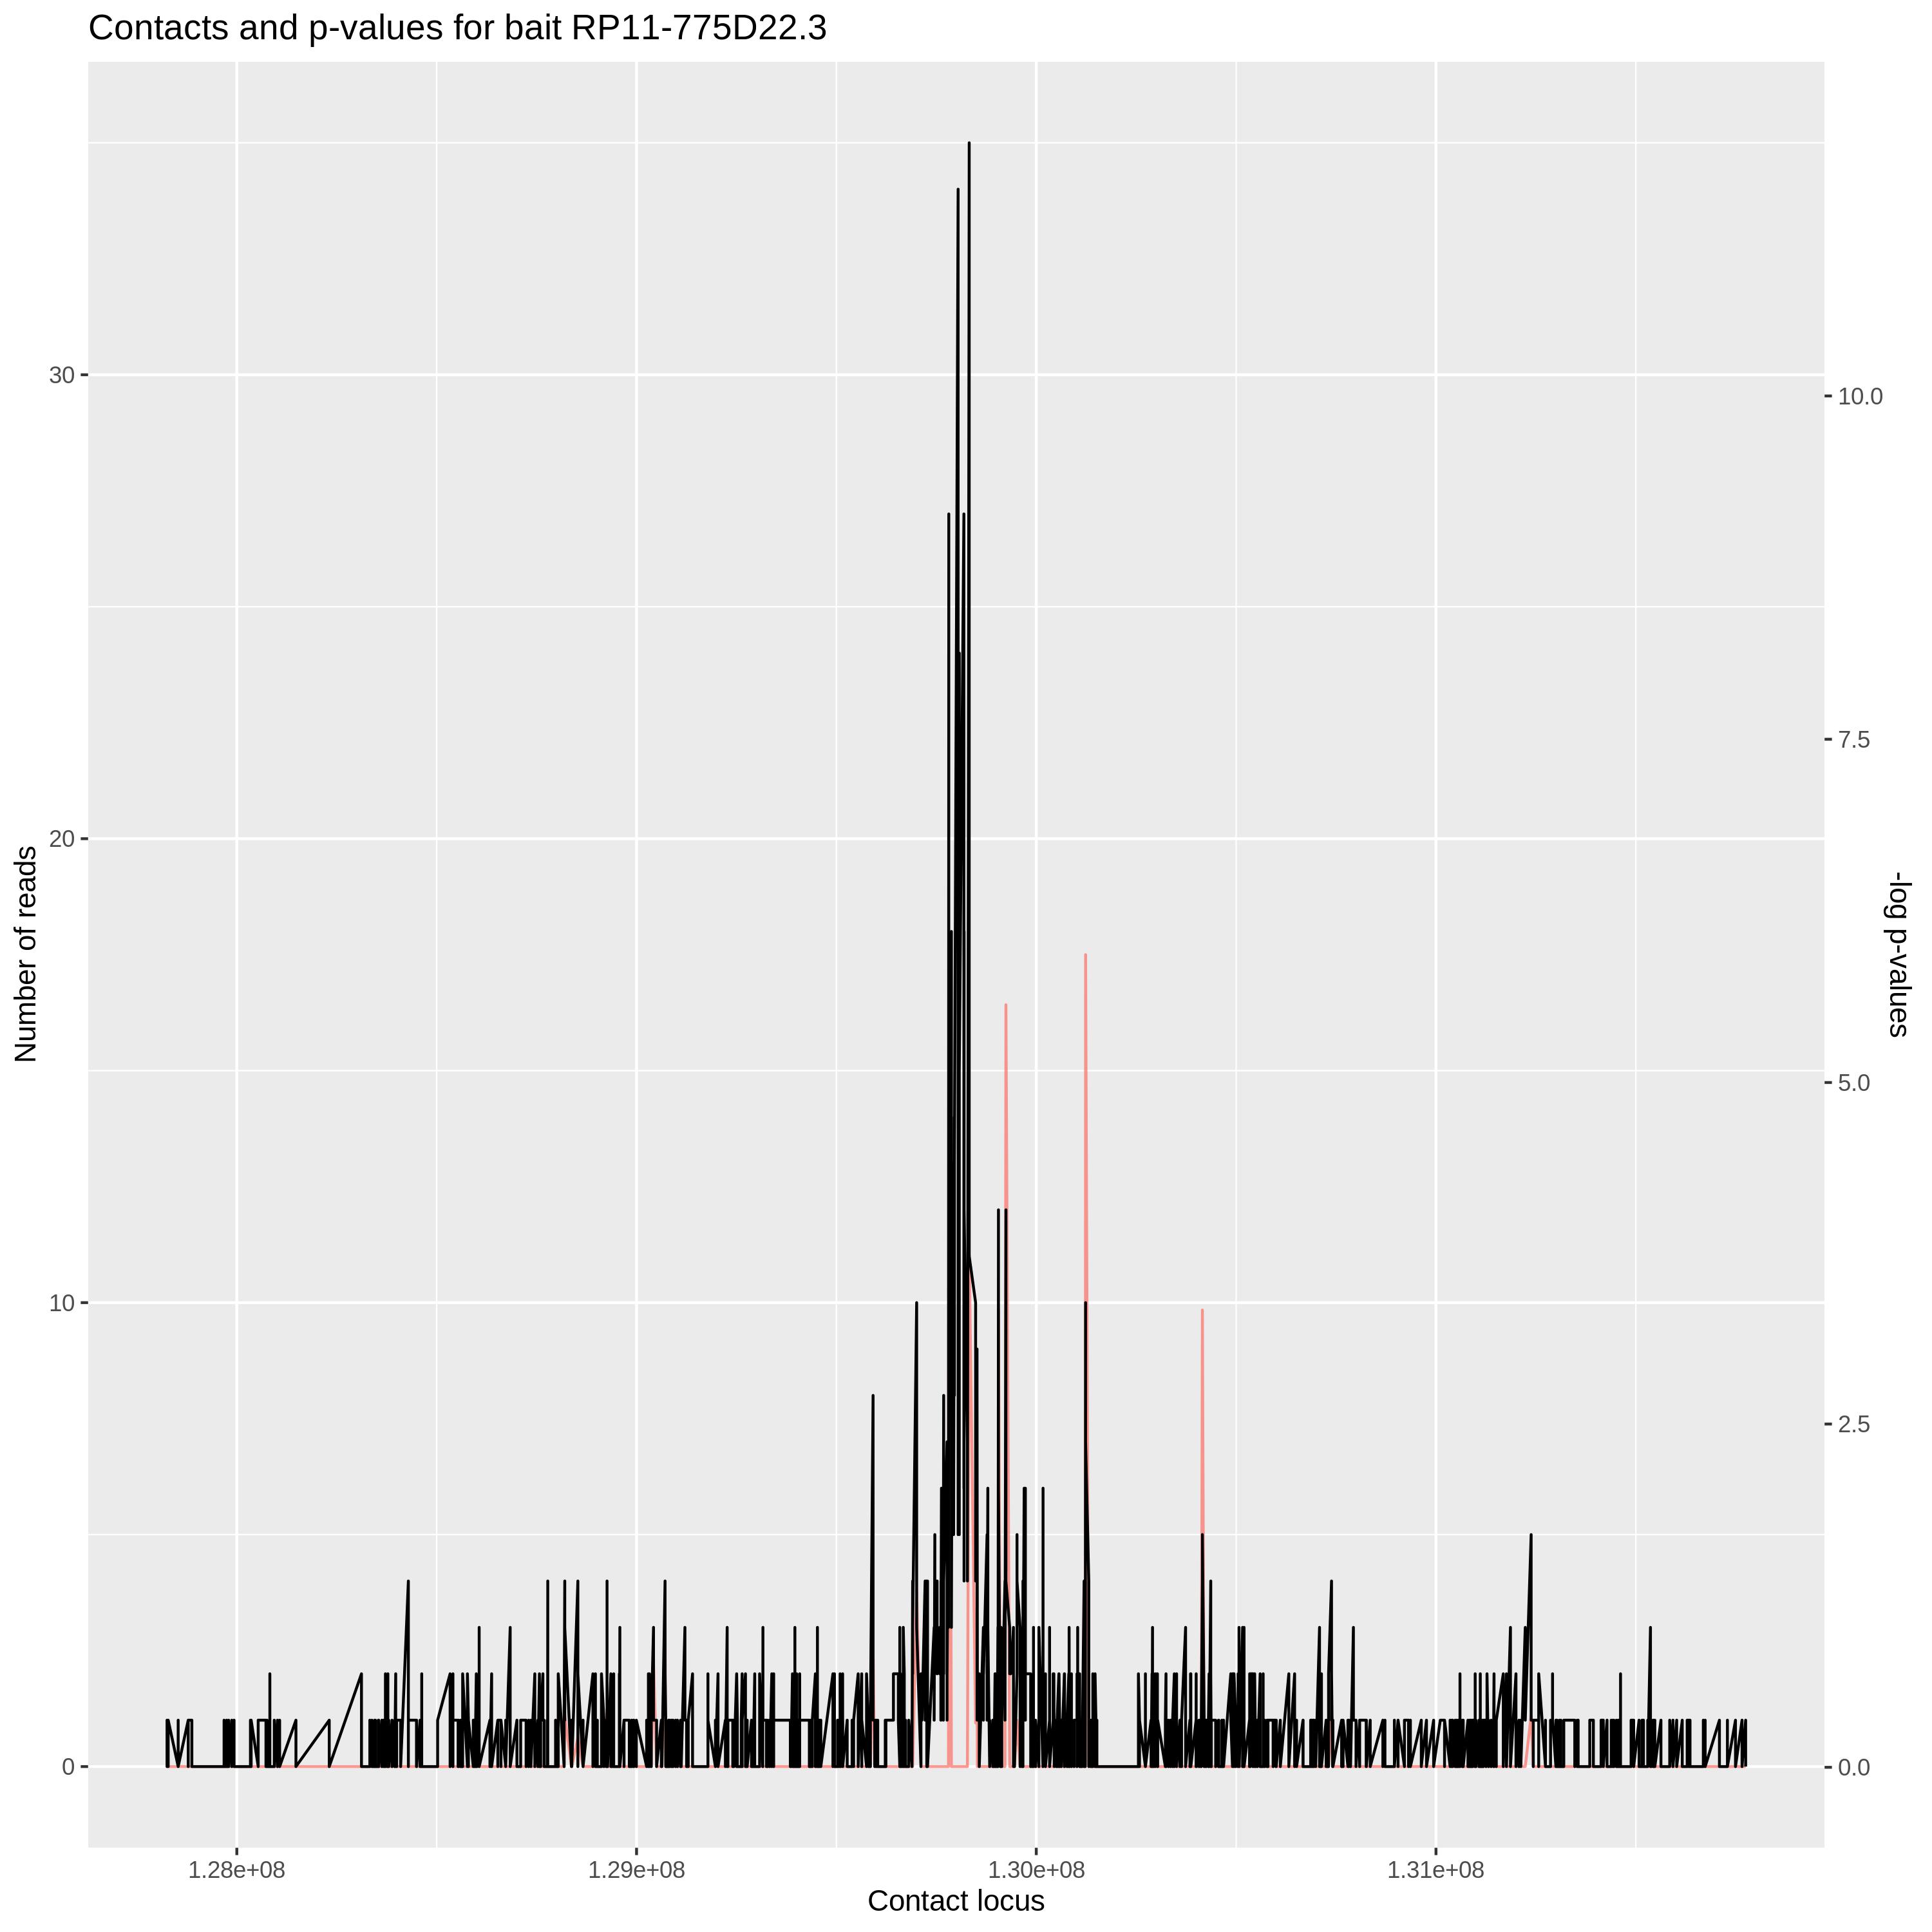 Contacts and p-values for bait RP11-775D22.3
30
20
10
0
Number of reads
10.0
7.5
5.0
2.5
0.0
-log p-values
1.28e+08
1.29e+08
1.30e+08
1.31e+08
Contact locus